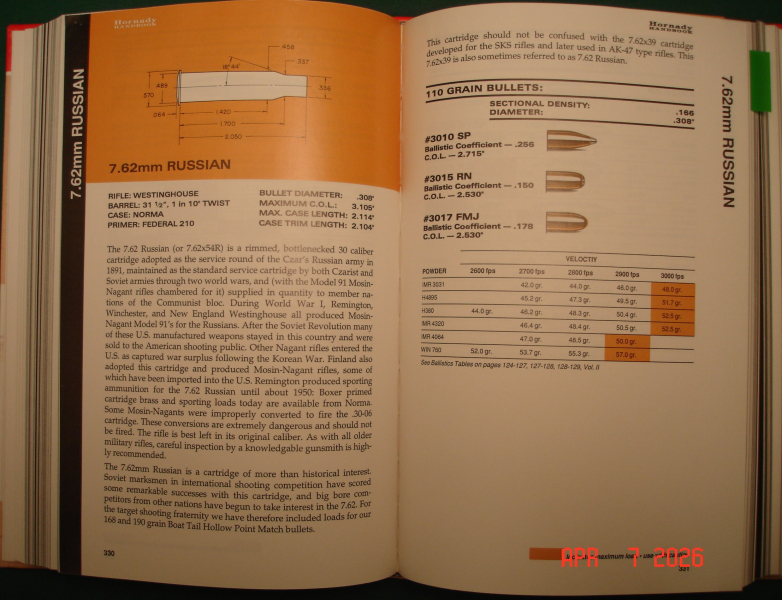 Hornady
HANDBOOK
7.62mm RUSSIAN
.458
18°44'
.337
.489
.570
.336
.064
1.420
1.700
2.050
7.62mm RUSSIAN
RIFLE: WESTINGHOUSE
BARREL: 31 ½", 1 in 10" TWIST
CASE: NORMA
PRIMER: FEDERAL 210
BULLET DIAMETER: .308"
MAXIMUM C.O.L.: 3.105"
MAX. CASE LENGTH: 2.114"
CASE TRIM LENGTH: 2.104"
The 7.62 Russian (or 7.62x54R) is a rimmed, bottlenecked 30 caliber
cartridge adopted as the service round of the Czar's Russian army in
1891, maintained as the standard service cartridge by both Czarist and
Soviet armies through two world wars, and (with the Model 91 Mosin-
Nagant rifles chambered for it) supplied in quantity to member na-
tions of the Communist bloc. During World War I, Remington,
Winchester, and New England Westinghouse all produced Mosin-
Nagant Model 91's for the Russians. After the Soviet Revolution many
of these U.S. manufactured weapons stayed in this country and were
sold to the American shooting public. Other Nagant rifles entered the
U.S. as captured war surplus following the Korean War. Finland also
adopted this cartridge and produced Mosin-Nagant rifles, some of
which have been imported into the U.S. Remington produced sporting
ammunition for the 7.62 Russian until about 1950; Boxer primed
cartridge brass and sporting loads today are available from Norma.
Some Mosin-Nagants were improperly converted to fire the .30-06
cartridge. These conversions are extremely dangerous and should not
be fired. The rifle is best left in its original caliber. As with all older
military rifles, careful inspection by a knowledgable gunsmith is high-
ly recommended.
The 7.62mm Russian is a cartridge of more than historical interest.
Soviet marksmen in international shooting competition have scored
some remarkable successes with this cartridge, and big bore com-
petitors from other nations have begun to take interest in the 7.62. For
the target shooting fraternity we have therefore included loads for our
168 and 190 grain Boat Tail Hollow Point Match bullets.
330
Hornady
HANDBOOK
This cartridge should not be confused with the 7.62x39 cartridge
developed for the SKS rifles and later used in AK-47 type rifles. This
7.62x39 is also sometimes referred to as 7.62 Russian.
7.62mm RUSSIAN
110 GRAIN BULLETS:
SECTIONAL DENSITY: .166
DIAMETER: .308"
#3010 SP
Ballistic Coefficient — .256
C.O.L. — 2.715"
#3015 RN
Ballistic Coefficient — .150
C.O.L. — 2.530"
#3017 FMJ
Ballistic Coefficient — .178
C.O.L. — 2.530"
VELOCITY
POWDER 2600 fps 2700 fps 2800 fps 2900 fps 3000 fps
IMR 3031 42.0 gr. 44.0 gr. 46.0 gr. 48.0 gr.
H4895 45.2 gr. 47.3 gr. 49.5 gr. 51.7 gr.
H380 44.0 gr. 46.2 gr. 48.3 gr. 50.4 gr. 52.5 gr.
IMR 4320 46.4 gr. 48.4 gr. 50.5 gr. 52.5 gr.
IMR 4064 47.0 gr. 48.5 gr. 50.0 gr.
WIN 760 52.0 gr. 53.7 gr. 55.3 gr. 57.0 gr.
See Ballistics Tables on pages 124-127, 127-128, 128-129, Vol. II
maximum load - use
331
APR 7 2026